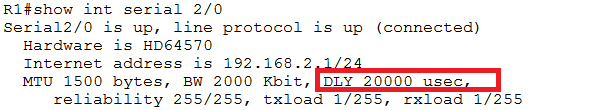 R1#show int serial 2/0
Serial2/0 is up, line protocol is up (connected)
Hardware is HD64570
Internet address is 192.168.2.1/24
MTU 1500 bytes, BW 2000 Kbit, DLY 20000 usec,
reliability 255/255, txload 1/255, rxload 1/255